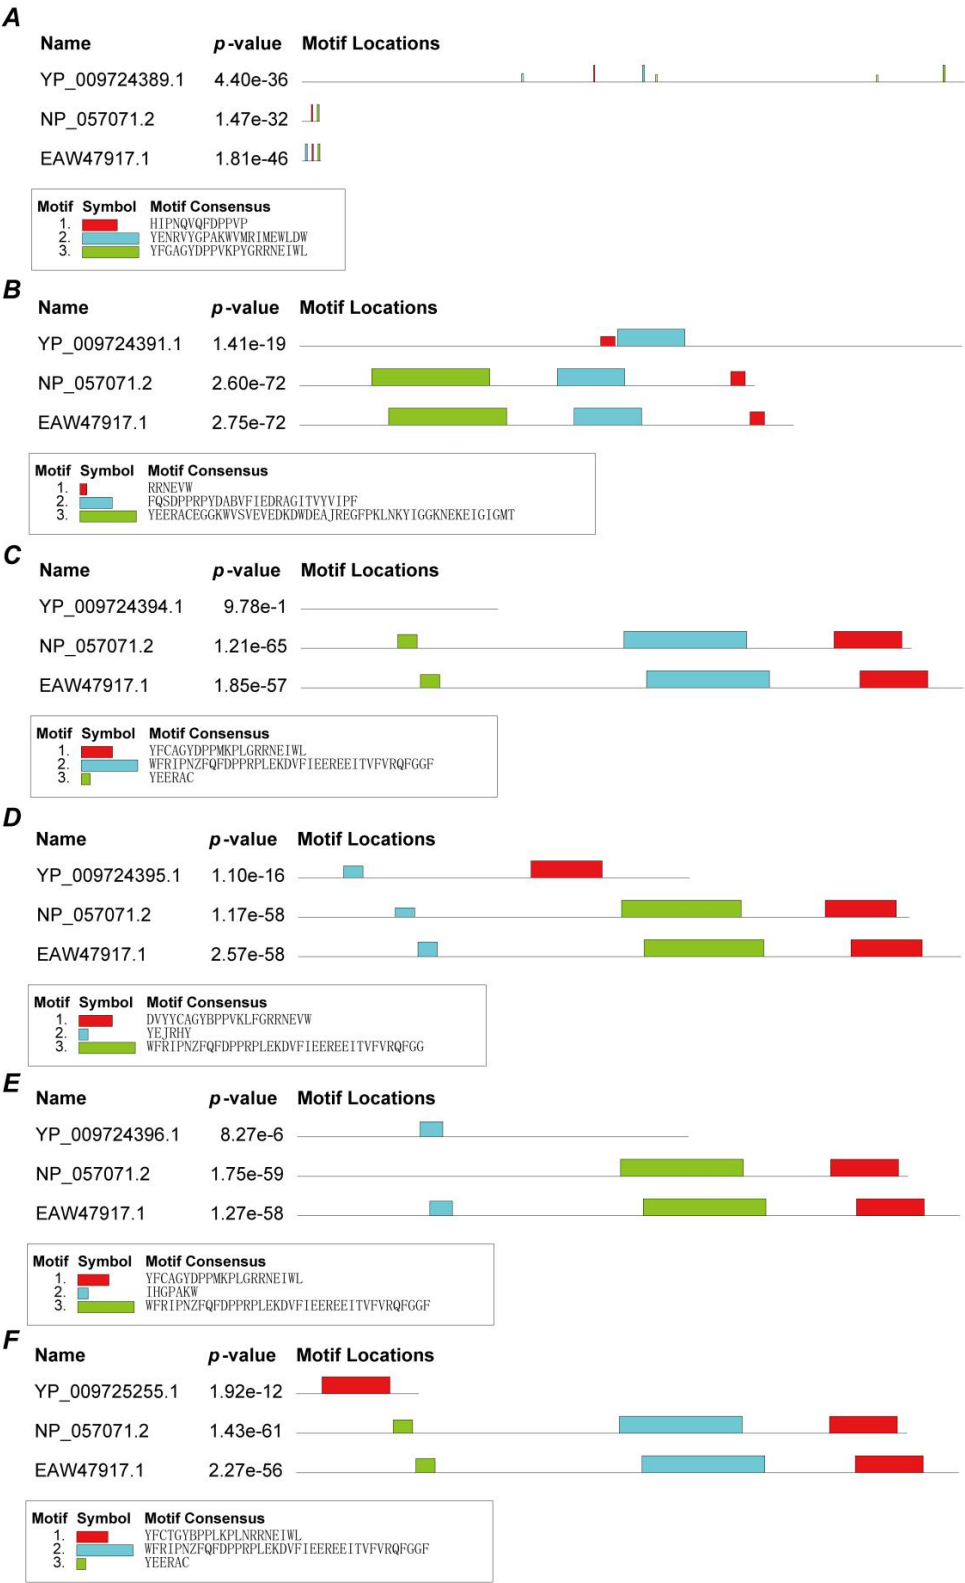 A
Name p-value Motif Locations
YP_009724389.1 4.40e-36
NP_057071.2 1.47e-32
EAW47917.1 1.81e-46
Motif Symbol Motif Consensus
1. HIPNQVQFDPPVP
2. YENRVYGPAKWVMRIMEWLDW
3. YFGAGYDPPVKPYGRRNEIWL
B
Name p-value Motif Locations
YP_009724391.1 1.41e-19
NP_057071.2 2.60e-72
EAW47917.1 2.75e-72
Motif Symbol Motif Consensus
1. RRNEVW
2. FQSDPPRPYDABVFIEDRAGITVYVIPF
3. YEERACEGGKWVSVEVEDKDWDEAJREGFPKLNKYIGGKNEKEIGIGMT
C
Name p-value Motif Locations
YP_009724394.1 9.78e-1
NP_057071.2 1.21e-65
EAW47917.1 1.85e-57
Motif Symbol Motif Consensus
1. YFCAGYDPPMKPLGRRNEIWL
2. WFRIPNZFQFDPPRPLEKDVFIEEREEITVFVRQFGGF
3. YEERAC
D
Name p-value Motif Locations
YP_009724395.1 1.10e-16
NP_057071.2 1.17e-58
EAW47917.1 2.57e-58
Motif Symbol Motif Consensus
1. DVYYCAGYBPPVKLFGRRNEVW
2. YEJRHY
3. WFRIPNZFQFDPPRPLEKDVFIEEREEITVFVRQFGG
E
Name p-value Motif Locations
YP_009724396.1 8.27e-6
NP_057071.2 1.75e-59
EAW47917.1 1.27e-58
Motif Symbol Motif Consensus
1. YFCAGYDPPMKPLGRRNEIWL
2. IHGPAKW
3. WFRIPNZFQFDPPRPLEKDVFIEEREEITVFVRQFGGF
F
Name p-value Motif Locations
YP_009725255.1 1.92e-12
NP_057071.2 1.43e-61
EAW47917.1 2.27e-56
Motif Symbol Motif Consensus
1. YFCTGYBPPLKPLNRRNEIWL
2. WFRIPNZFQFDPPRPLEKDVFIEEREEITVFVRQFGGF
3. YEERAC